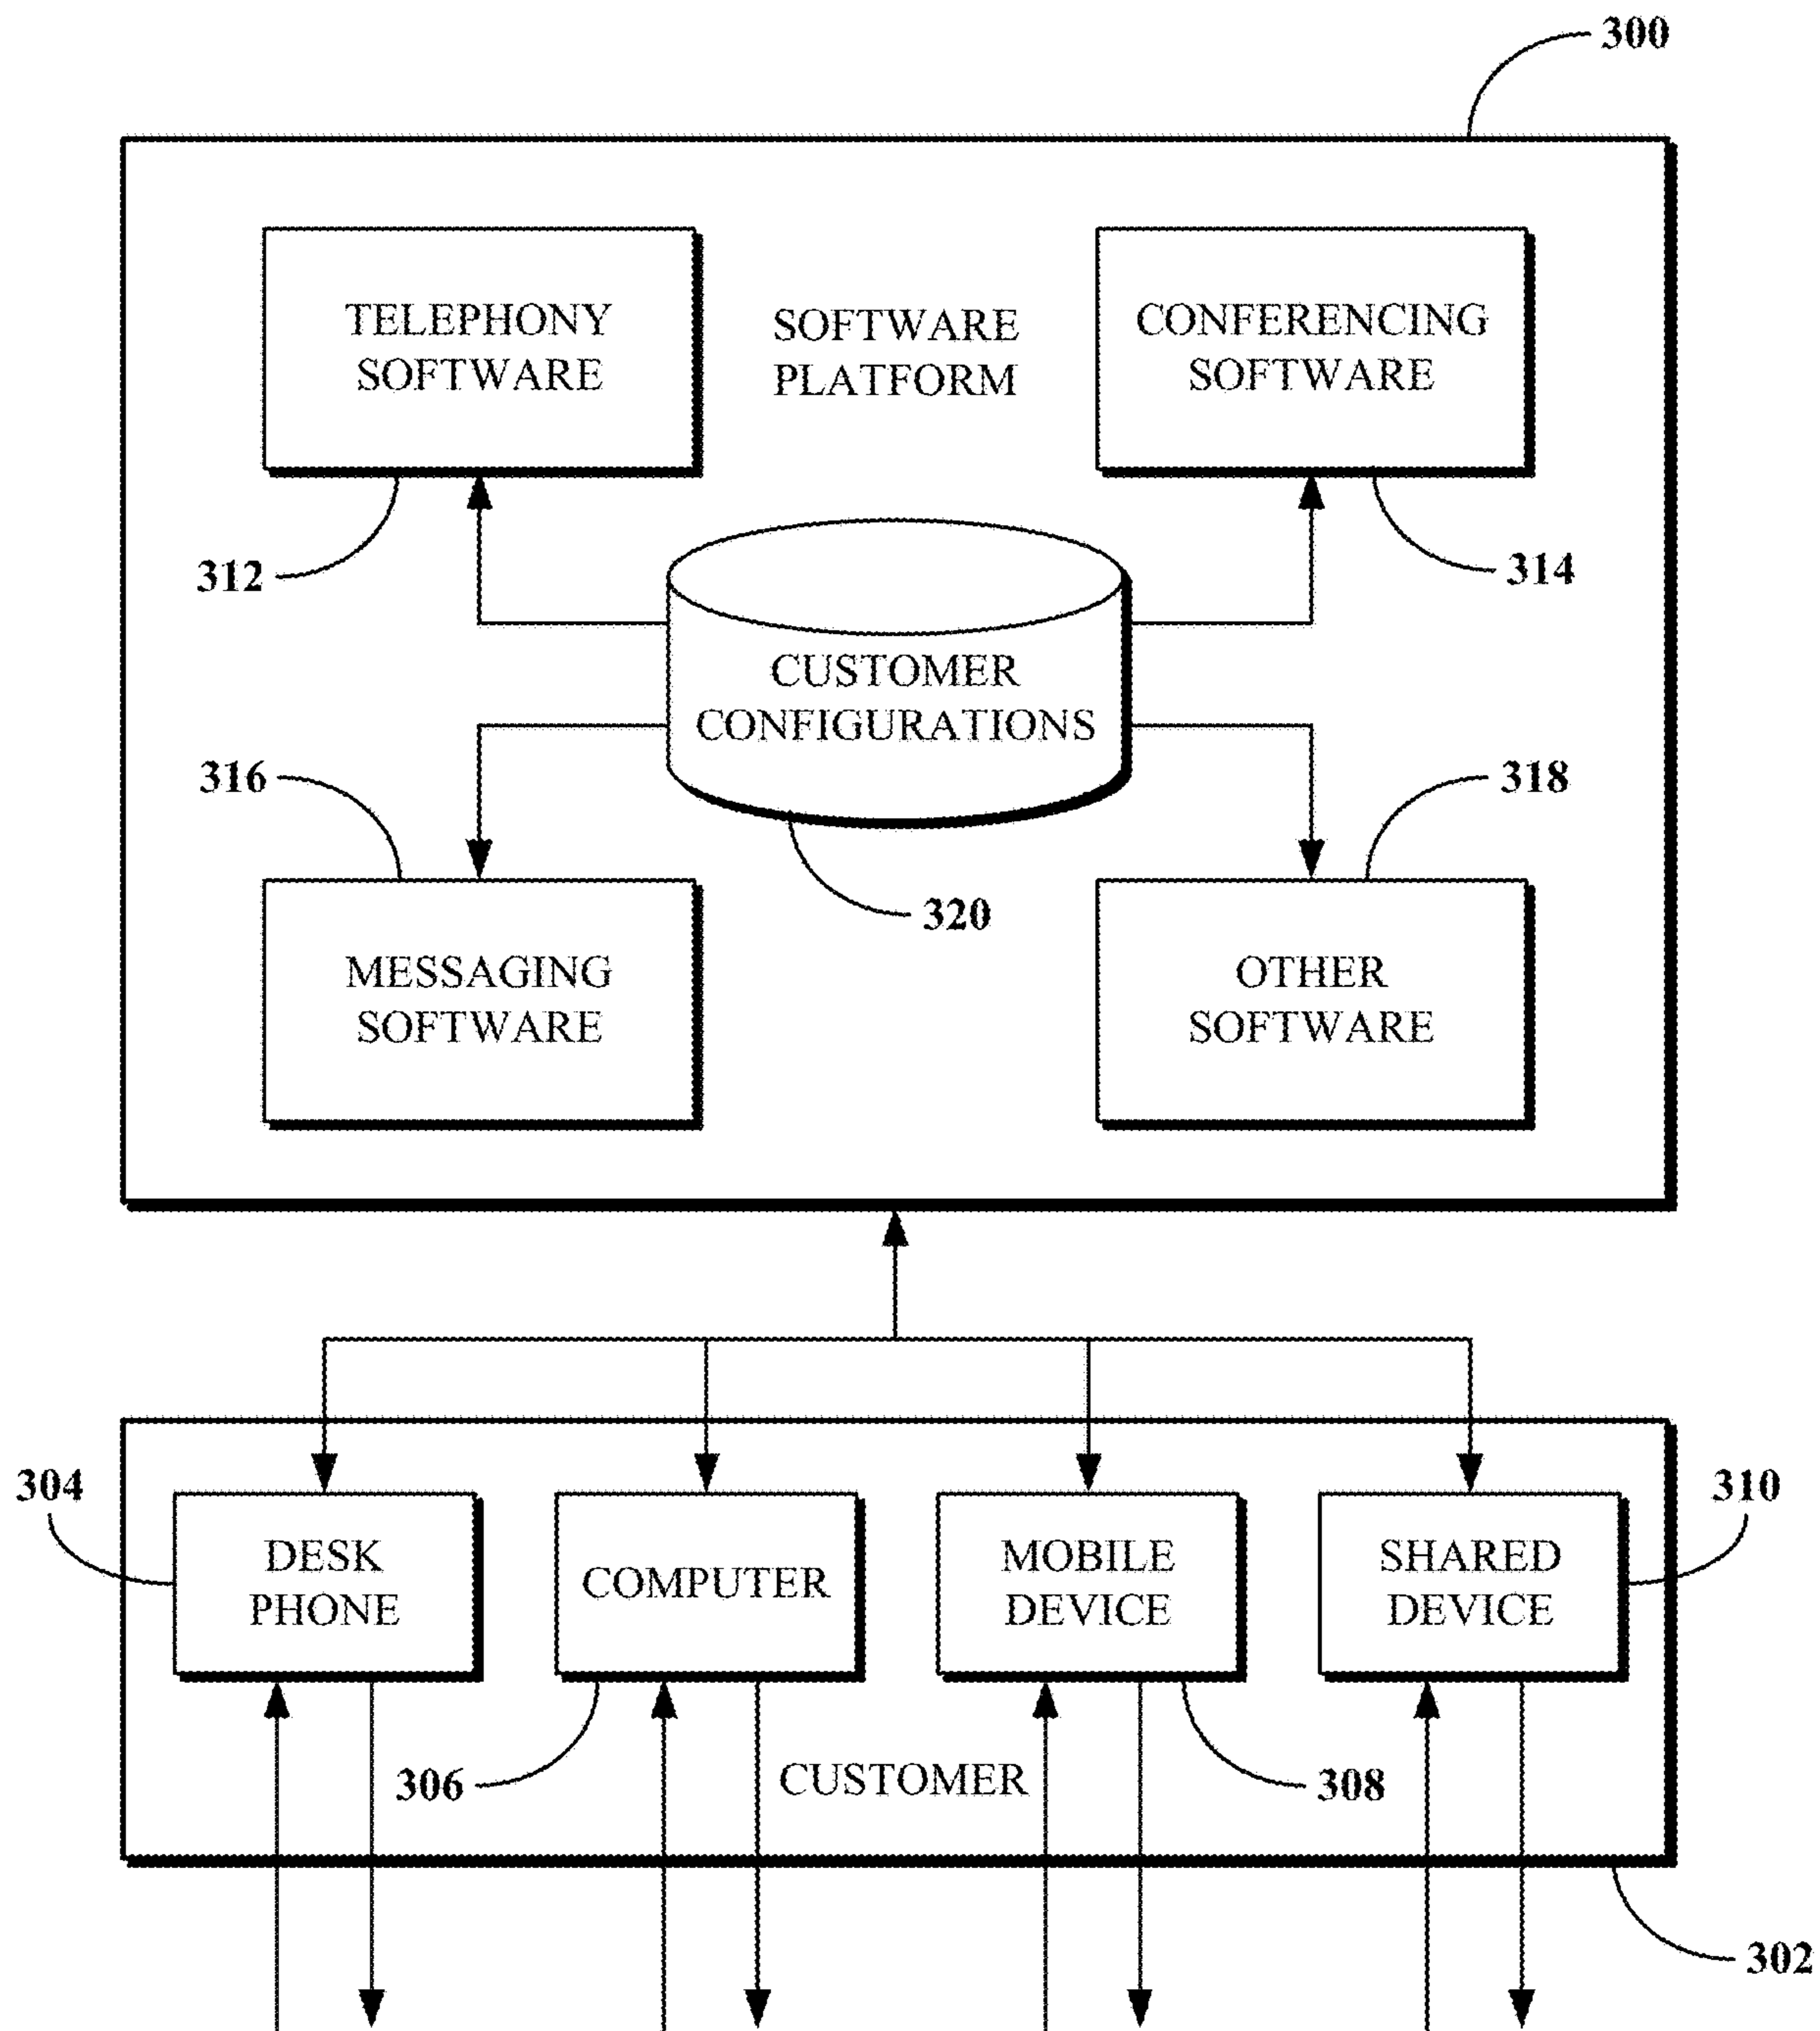 300
TELEPHONY
SOFTWARE
SOFTWARE
PLATFORM
CONFERENCING
SOFTWARE
312
314
CUSTOMER
CONFIGURATIONS
316
318
320
MESSAGING
SOFTWARE
OTHER
SOFTWARE
304
310
DESK
PHONE
COMPUTER
MOBILE
DEVICE
SHARED
DEVICE
306
CUSTOMER
308
302